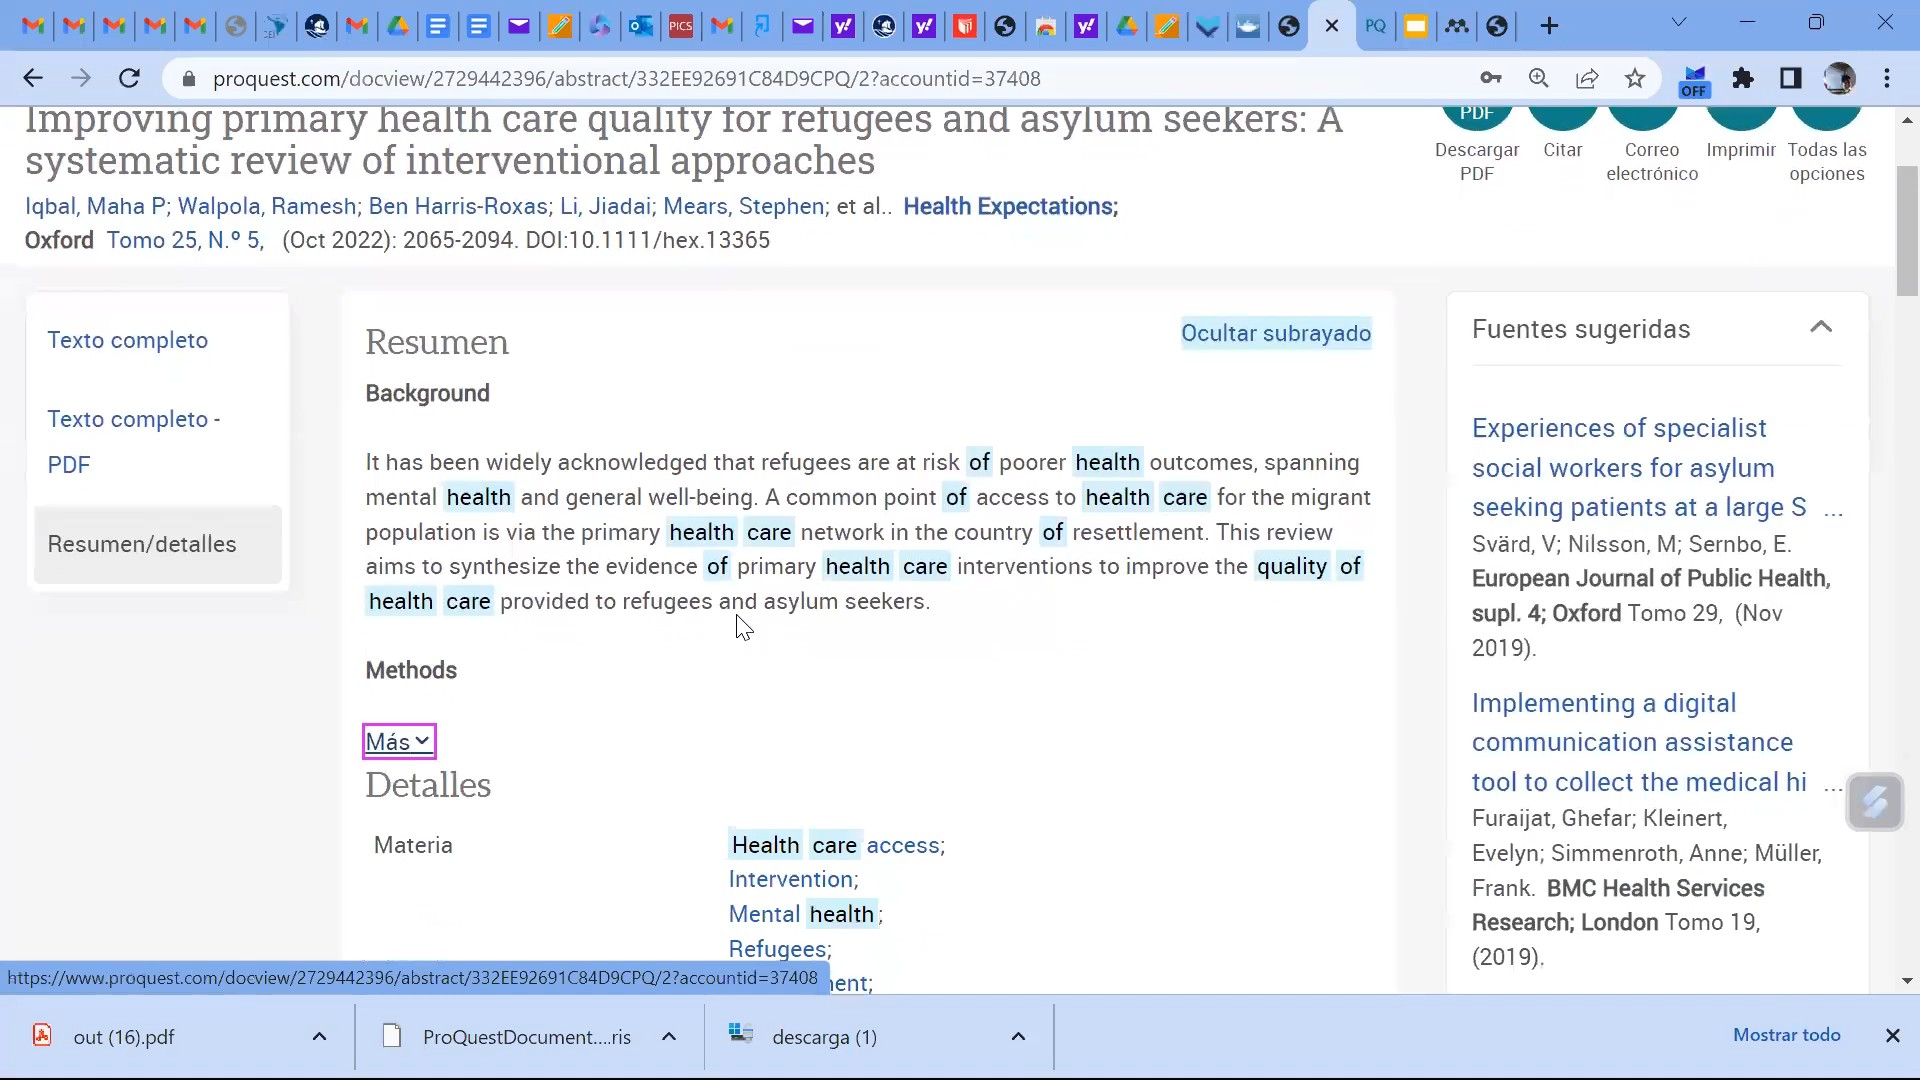 PICS
PQ
proquest.com/docview/2729442396/abstract/332EE92691C84D9CPQ/2?accountid=37408
OFF
Improving primary health care quality for refugees and asylum seekers: A
systematic review of interventional approaches
Iqbal, Maha P; Walpola, Ramesh; Ben Harris-Roxas; Li, Jiadai; Mears, Stephen; et al.. Health Expectations;
Oxford Tomo 25, N.º 5, (Oct 2022): 2065-2094. DOI:10.1111/hex.13365
PDF
Descargar
PDF
Citar
Correo
electrónico
Imprimir
Todas las
opciones
Texto completo
Texto completo -
PDF
Resumen/detalles
Resumen
Ocultar subrayado
Background
It has been widely acknowledged that refugees are at risk of poorer health outcomes, spanning
mental health and general well-being. A common point of access to health care for the migrant
population is via the primary health care network in the country of resettlement. This review
aims to synthesize the evidence of primary health care interventions to improve the quality of
health care provided to refugees and asylum seekers.
Methods
Más
Detalles
Materia
Health care access;
Intervention;
Mental health;
Refugees;
ment;
Fuentes sugeridas
Experiences of specialist
social workers for asylum
seeking patients at a large S ...
Svärd, V; Nilsson, M; Sernbo, E.
European Journal of Public Health,
supl. 4; Oxford Tomo 29, (Nov
2019).
Implementing a digital
communication assistance
tool to collect the medical hi ...
Furaijat, Ghefar; Kleinert,
Evelyn; Simmenroth, Anne; Müller,
Frank. BMC Health Services
Research; London Tomo 19,
(2019).
https://www.proquest.com/docview/2729442396/abstract/332EE92691C84D9CPQ/2?accountid=37408
out (16).pdf
ProQuestDocument....ris
descarga (1)
Mostrar todo